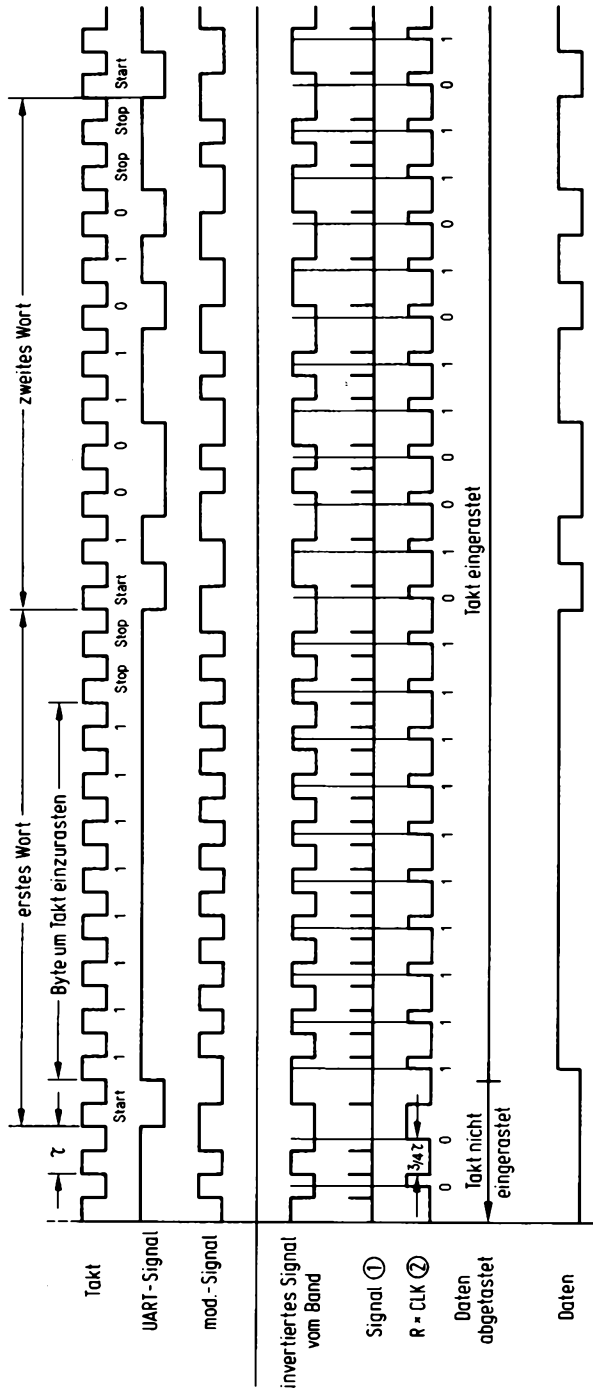 erstes Wort zweites Wort
Byte um Takt einzurasten
τ
Takt
Start 1 1 1 1 1 1 1 1 Stop Stop Start 1 0 0 1 1 0 1 0 Stop Stop Start
UART-Signal
mod.-Signal
invertiertes Signal
vom Band
Signal ①
R × CLK ②
3/4 τ
Daten
abgetastet
0 0 1 1 1 1 1 1 1 1 1 1 0 1 0 0 1 1 0 1 0 1 1 0 1
Takt nicht
eingerastet
Takt eingerastet
Daten